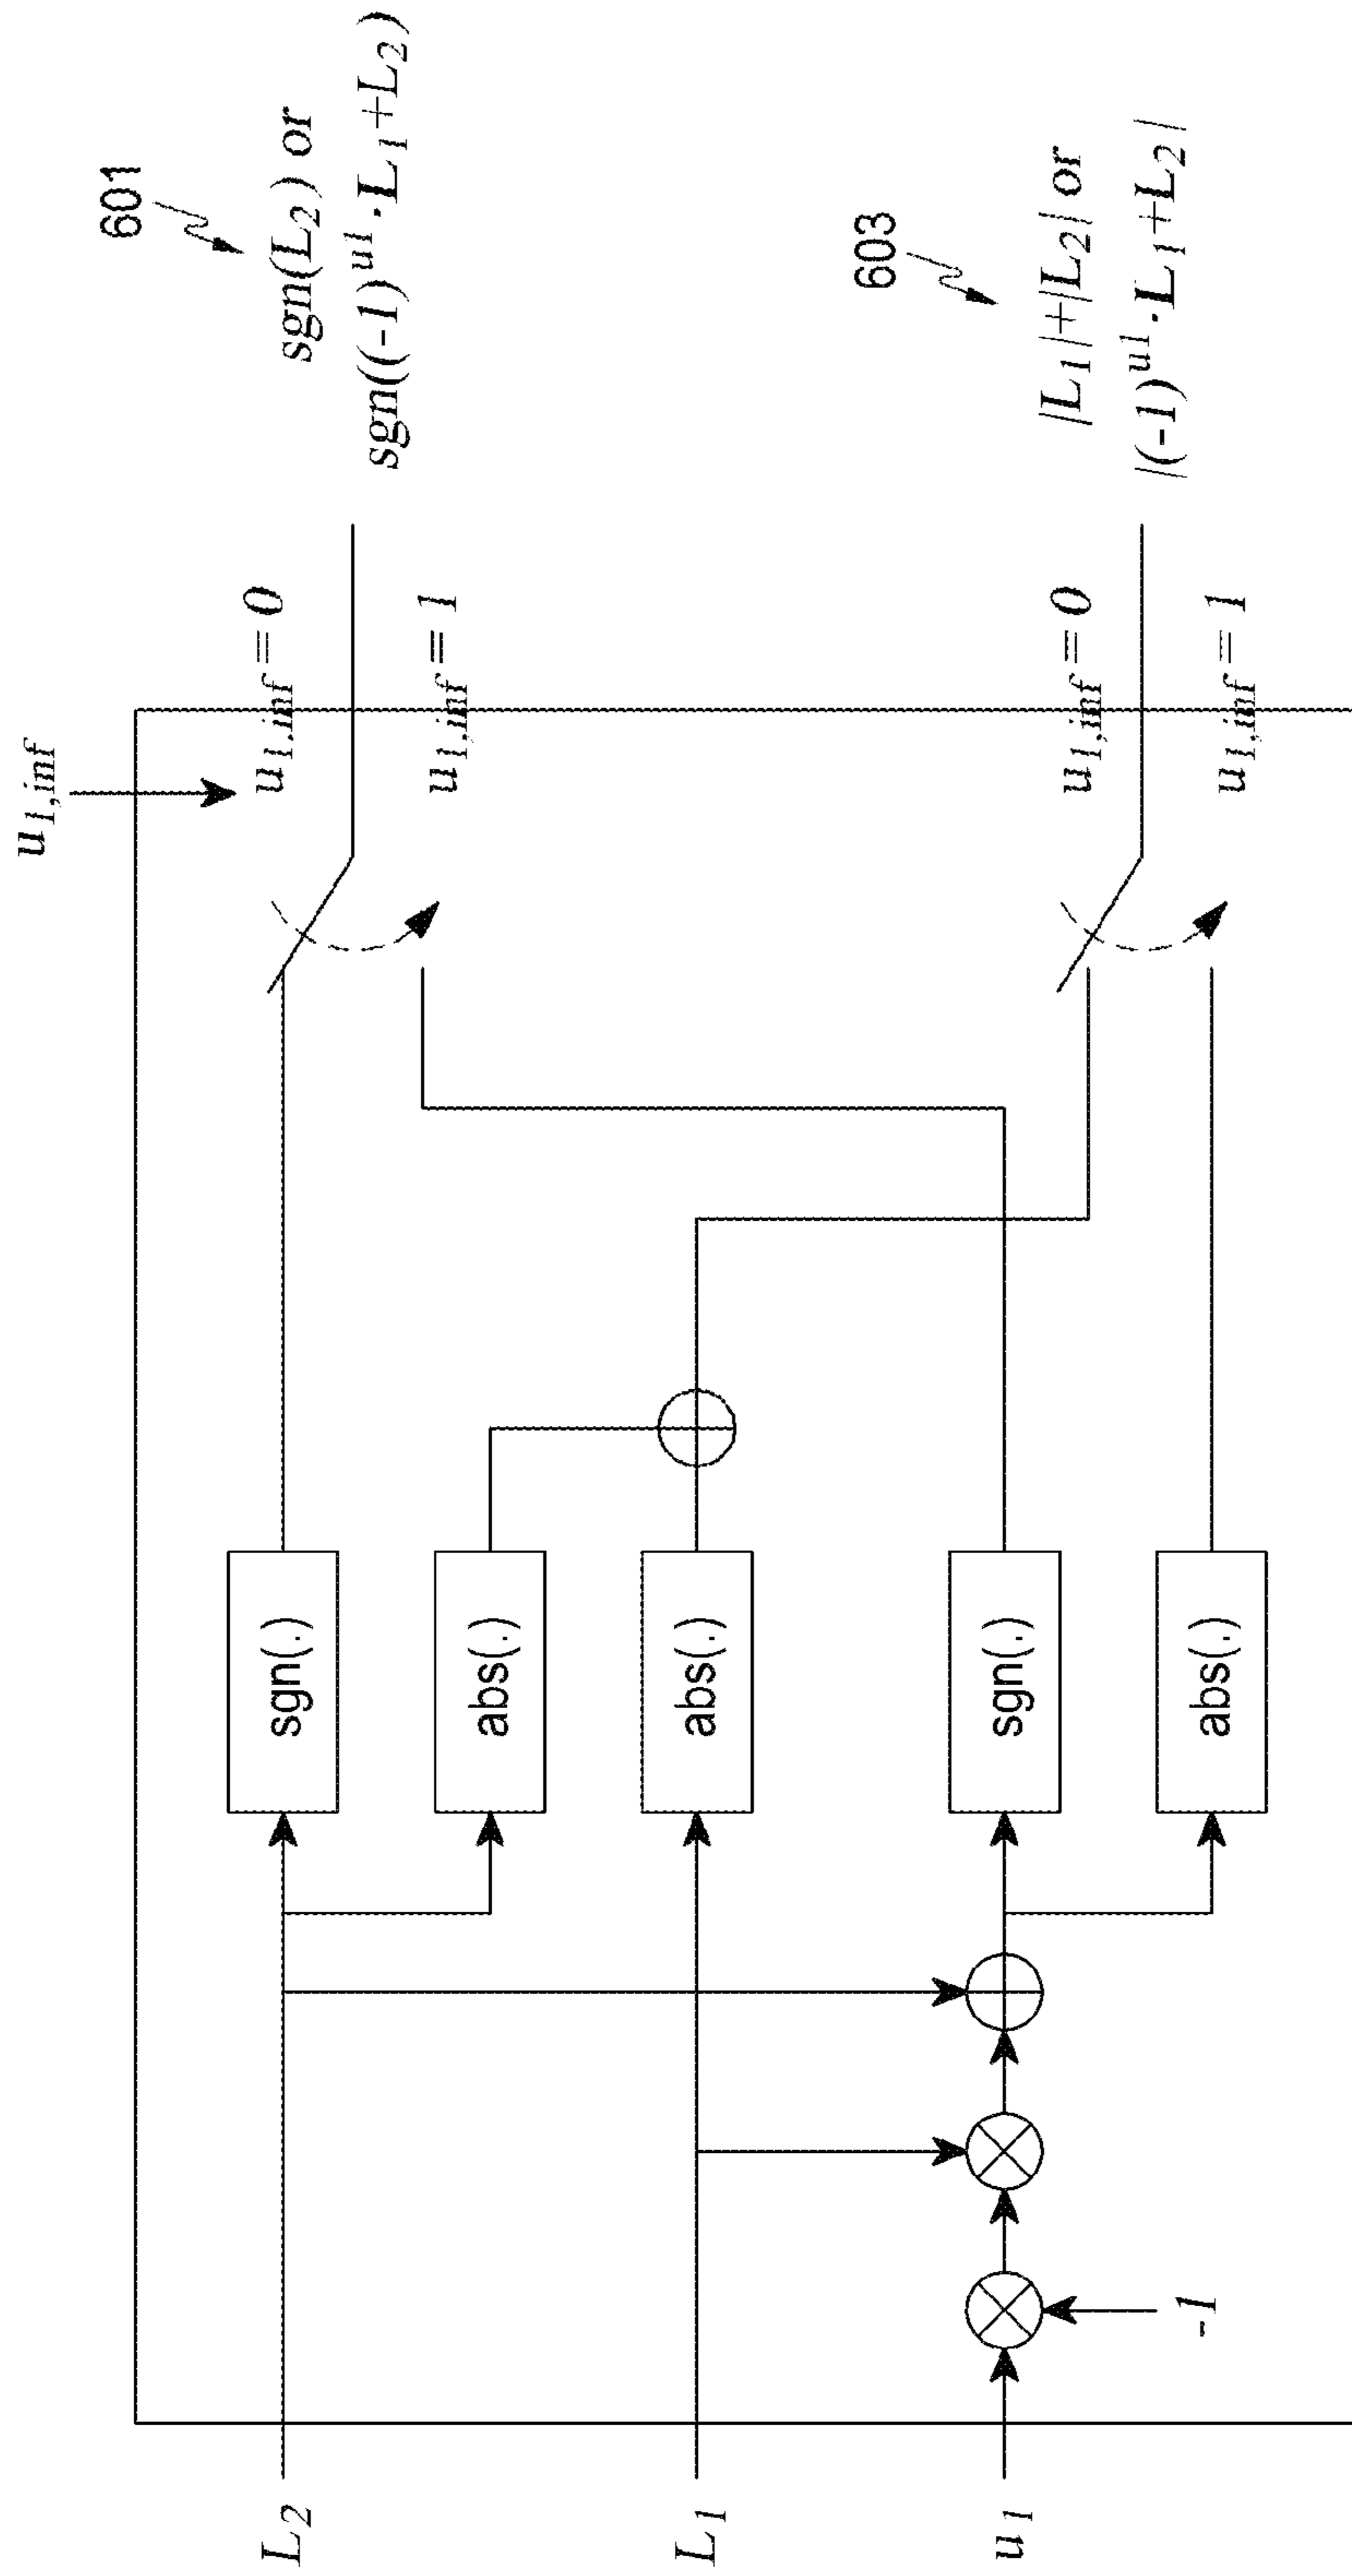 u1,inf
601
sgn(L2) or
sgn((-1)^u1·L1+L2)
u1,inf=0
u1,inf=1
603
|L1|+|L2| or
|(-1)^u1·L1+L2|
u1,inf=0
u1,inf=1
sgn(.)
abs(.)
abs(.)
sgn(.)
abs(.)
L2
L1
u1
-1